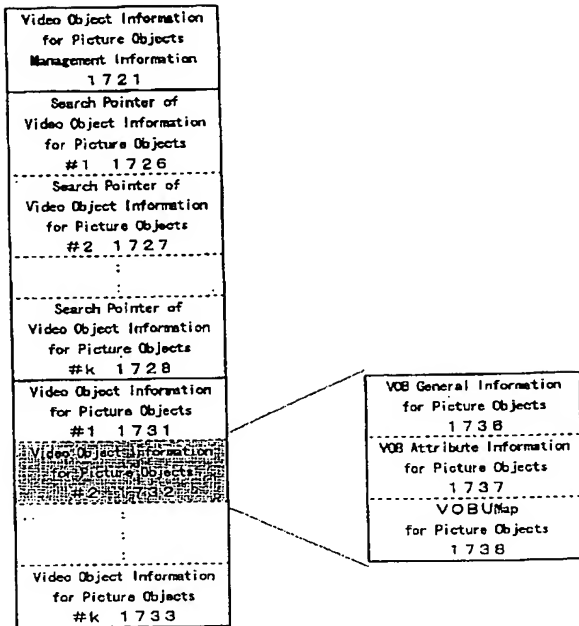 Video Object Information
for Picture Objects
Management Information
1721
Search Pointer of
Video Object Information
for Picture Objects
#1 1726
Search Pointer of
Video Object Information
for Picture Objects
#2 1727
:
:
Search Pointer of
Video Object Information
for Picture Objects
#k 1728
Video Object Information
for Picture Objects
#1 1731
Video Object Information
for Picture Objects
#2 1732
:
:
Video Object Information
for Picture Objects
#k 1733
VOB General Information
for Picture Objects
1736
VOB Attribute Information
for Picture Objects
1737
VOBUMap
for Picture Objects
1738